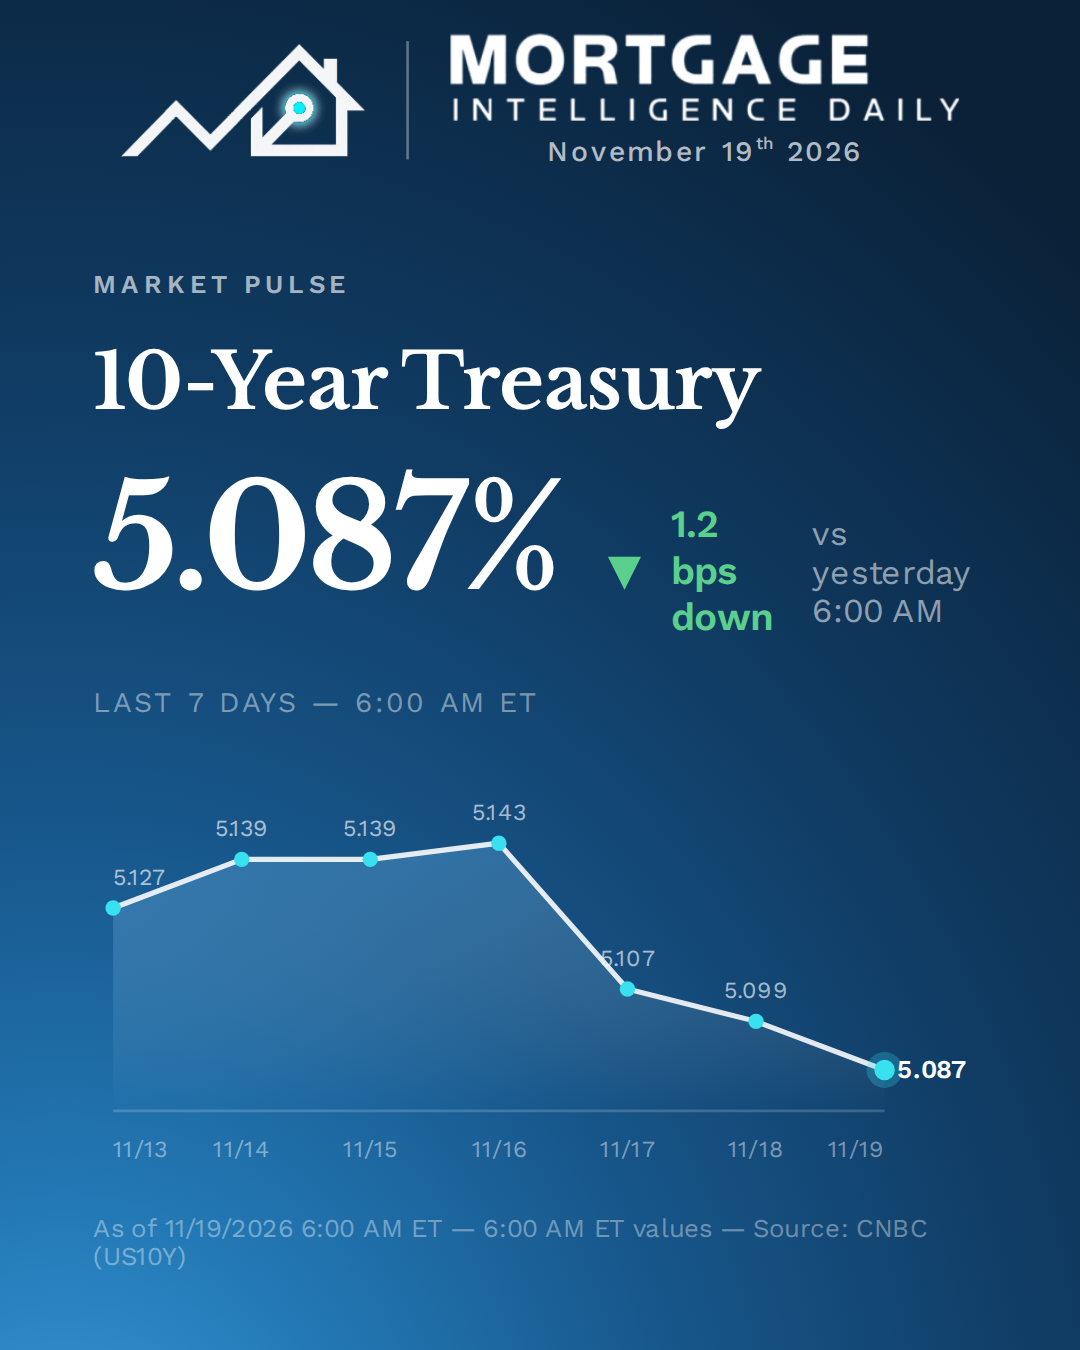 MORTGAGE
INTELLIGENCE DAILY
November 19th 2026
MARKET PULSE
10-Year Treasury
5.087%
▼ 1.2 bps down
vs yesterday 6:00 AM
LAST 7 DAYS — 6:00 AM ET
5.127
5.139
5.139
5.143
5.107
5.099
5.087
11/13 11/14 11/15 11/16 11/17 11/18 11/19
As of 11/19/2026 6:00 AM ET — 6:00 AM ET values — Source: CNBC
(US10Y)